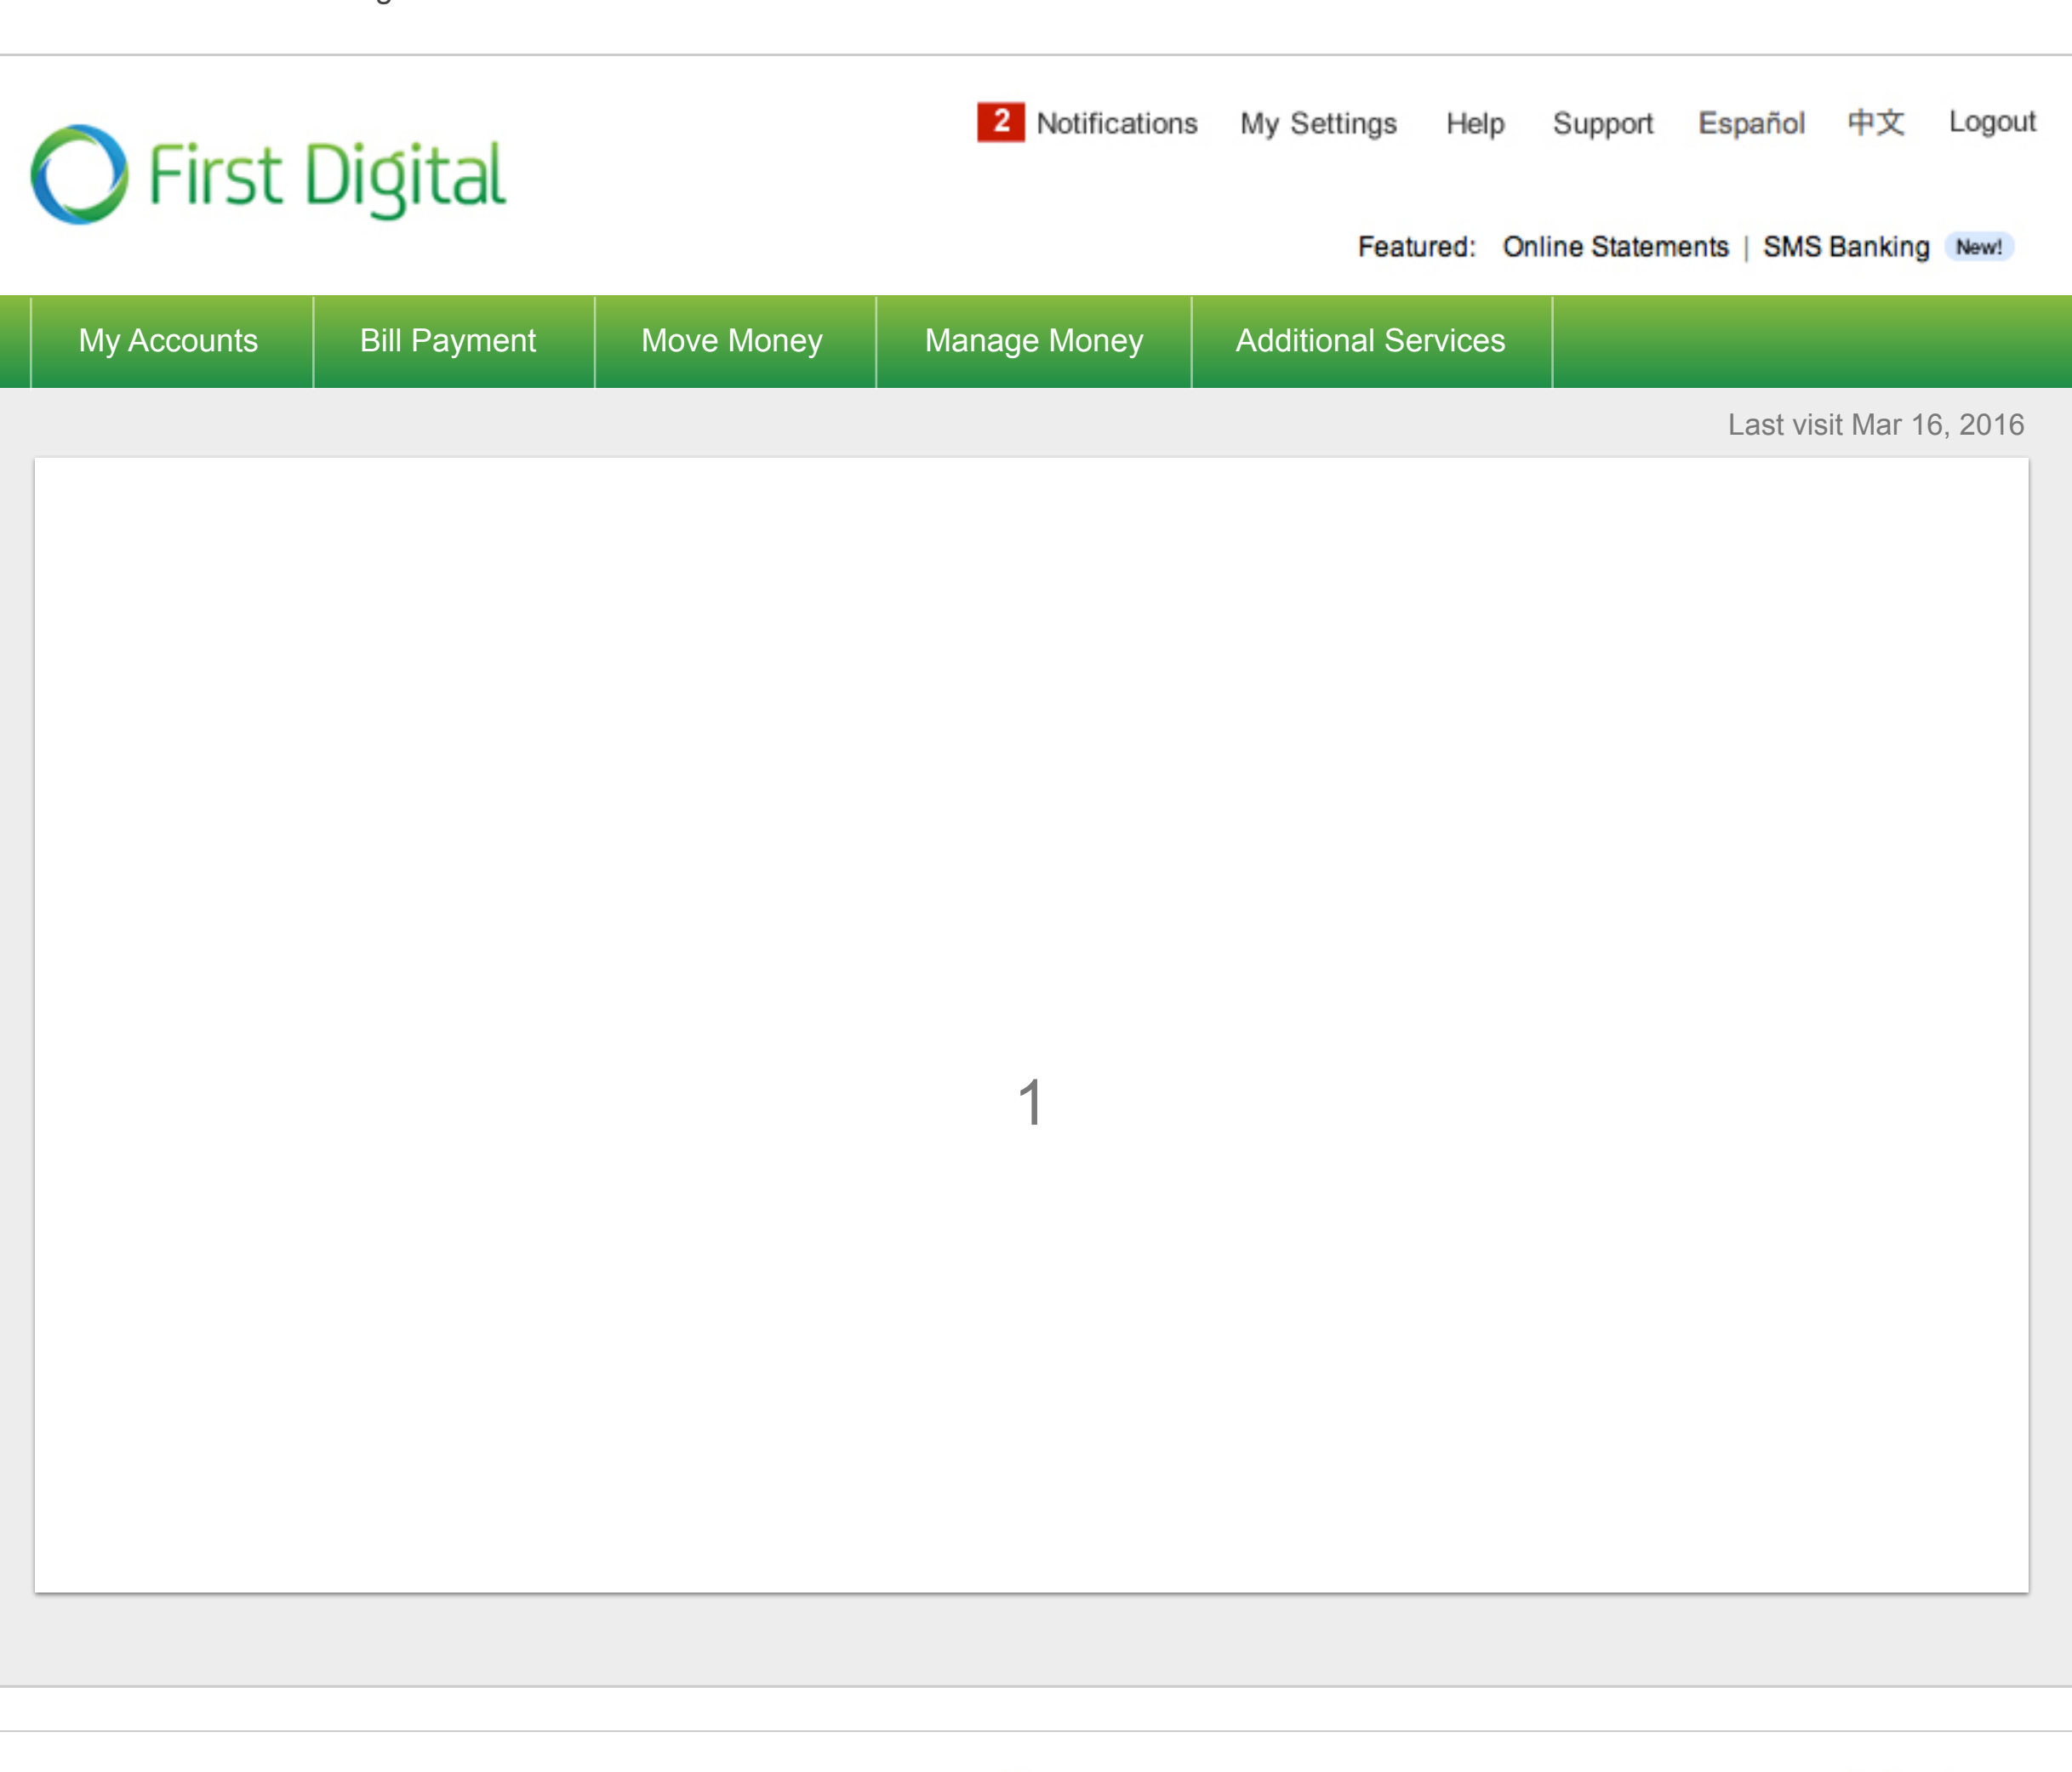 2 Notifications My Settings Help Support Español 中文 Logout
First Digital
Featured: Online Statements | SMS Banking New!
My Accounts Bill Payment Move Money Manage Money Additional Services
Last visit Mar 16, 2016
1